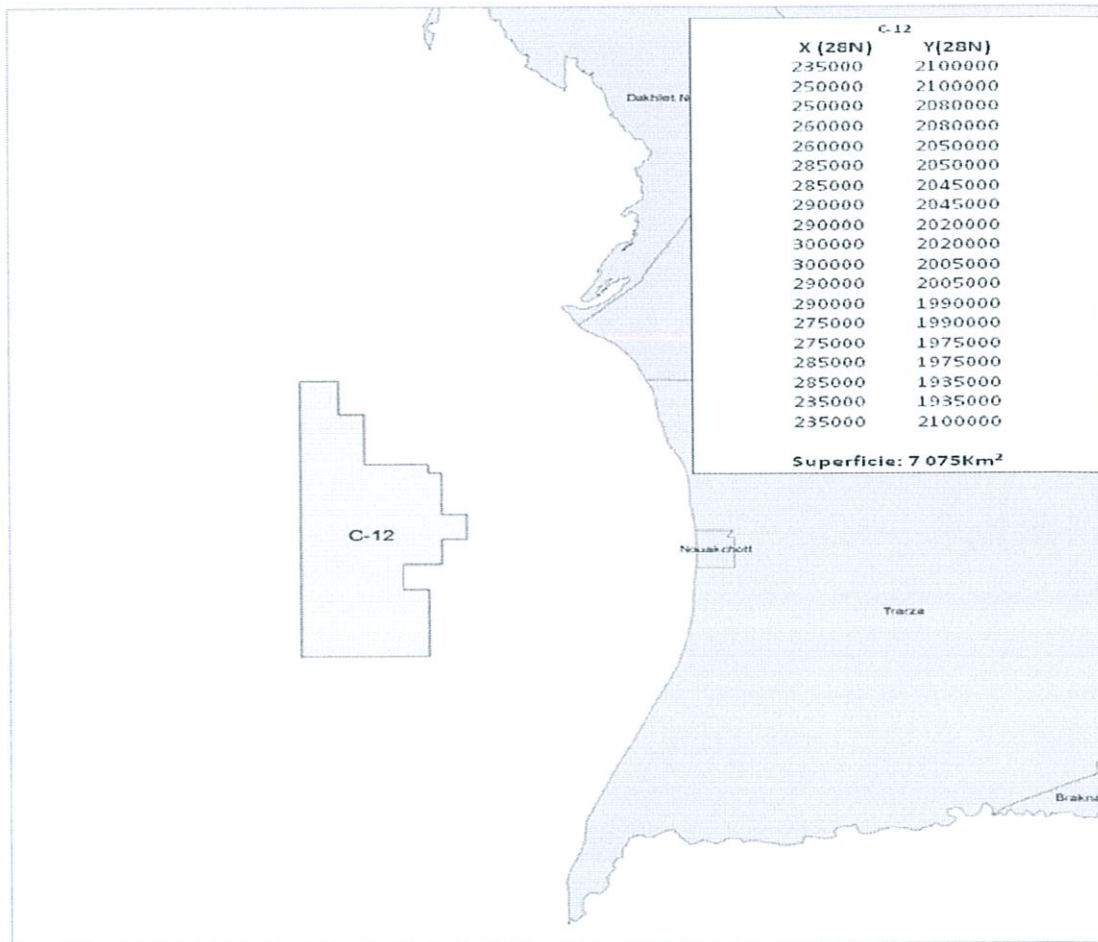 C-12
X (28N) Y(28N)
235000 2100000
250000 2100000
250000 2080000
260000 2080000
260000 2050000
285000 2050000
285000 2045000
290000 2045000
290000 2020000
300000 2020000
300000 2005000
290000 2005000
290000 1990000
275000 1990000
275000 1975000
285000 1975000
285000 1935000
235000 1935000
235000 2100000
Superficie: 7 075Km²
Dakhlet N
C-12
Nouakchott
Trarza
Brakna